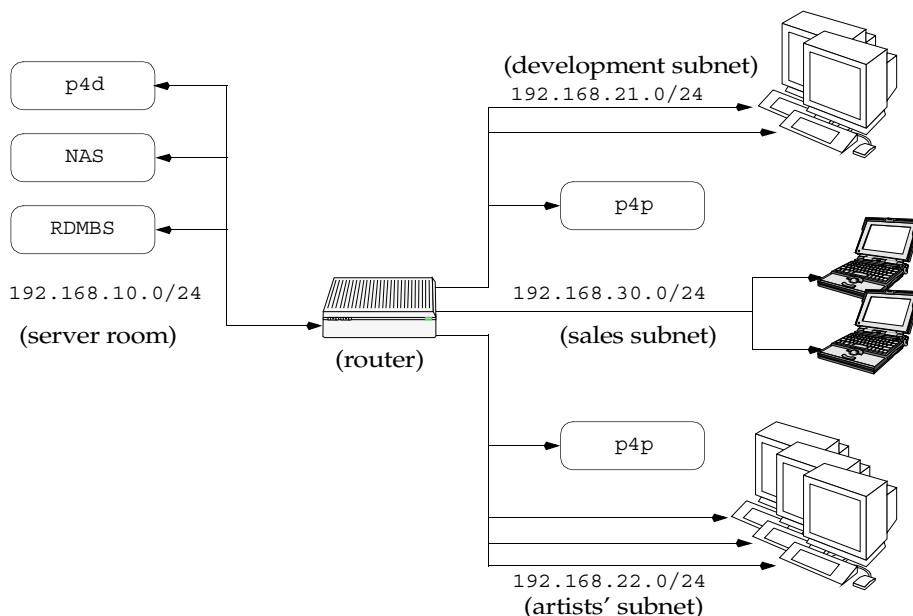 p4d
NAS
RDMBS
192.168.10.0/24
(server room)
(router)
(development subnet)
192.168.21.0/24
p4p
192.168.30.0/24
(sales subnet)
p4p
192.168.22.0/24
(artists’ subnet)